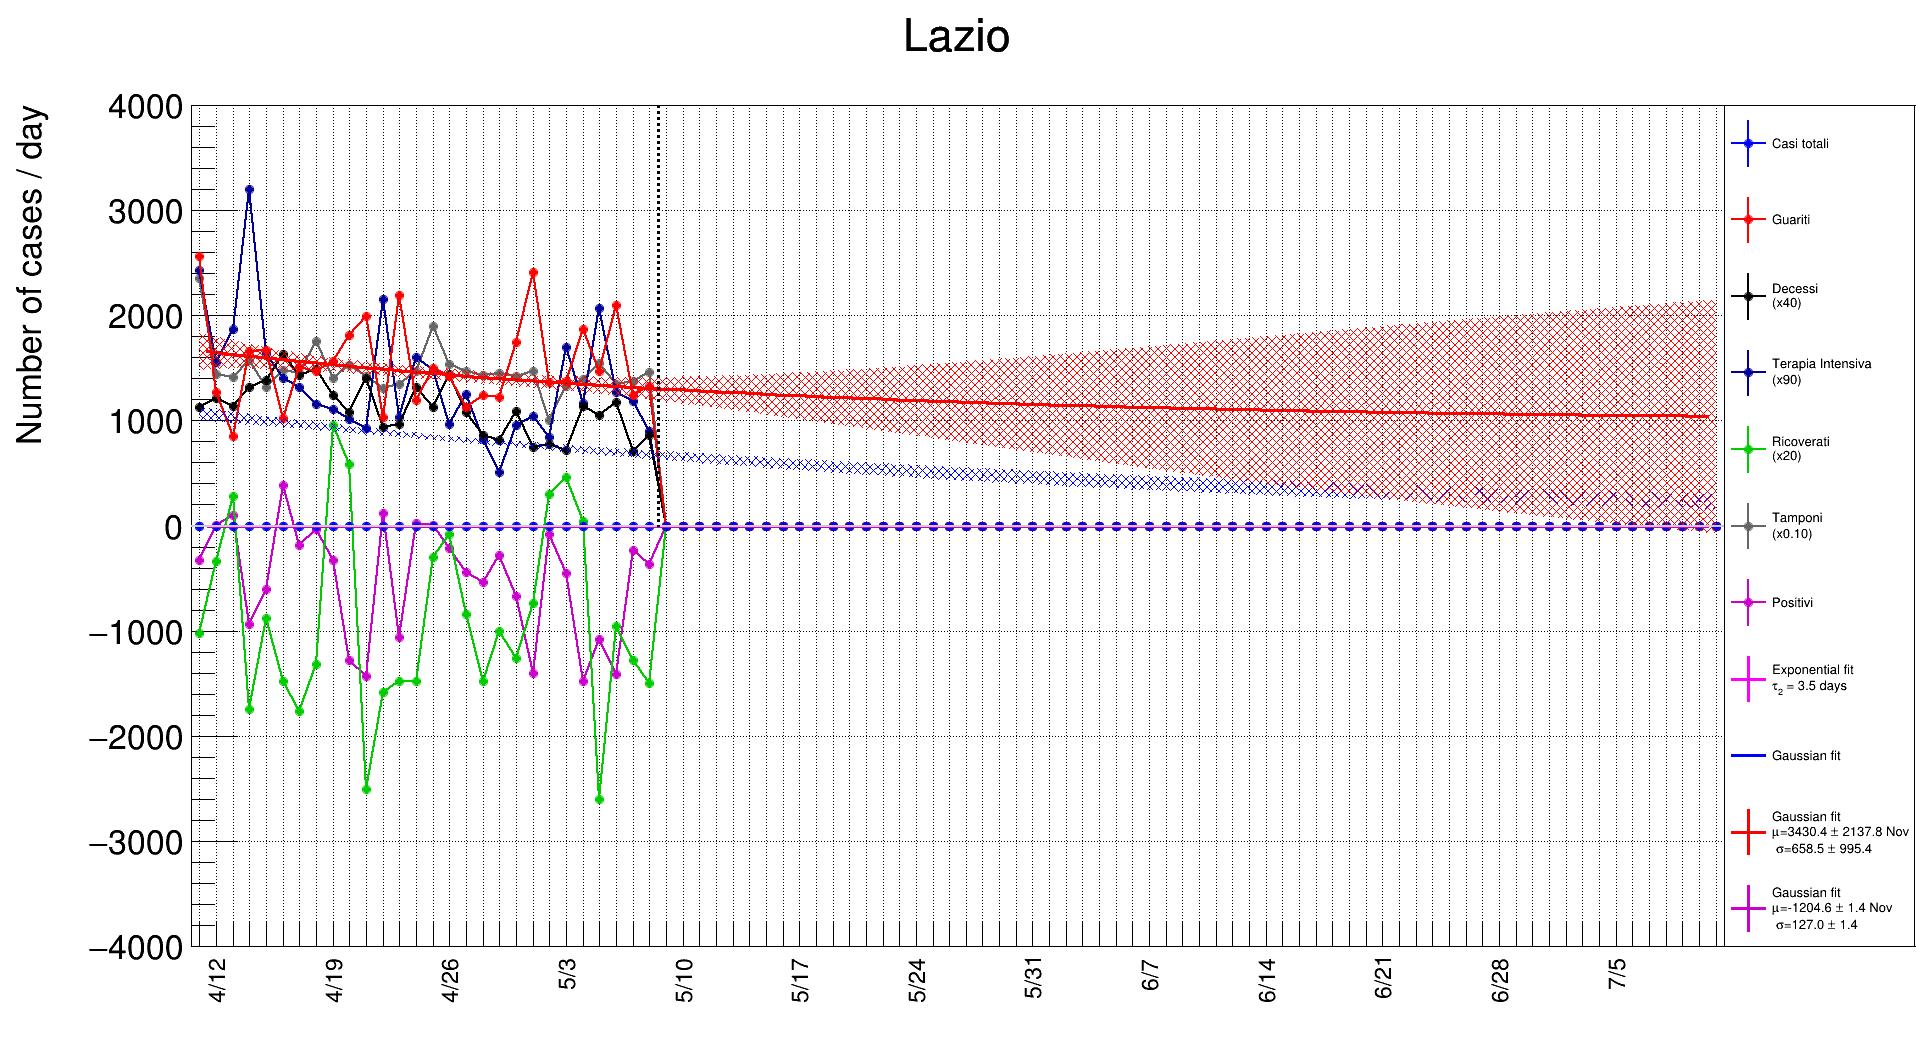 Lazio
Number of cases / day
4000
3000
2000
1000
0
−1000
−2000
−3000
−4000
4/12
4/19
4/26
5/3
5/10
5/17
5/24
5/31
6/7
6/14
6/21
6/28
7/5
Casi totali
Guariti
Decessi
(x40)
Terapia Intensiva
(x90)
Ricoverati
(x20)
Tamponi
(x0.10)
Positivi
Exponential fit
τ2 = 3.5 days
Gaussian fit
Gaussian fit
μ=3430.4 ± 2137.8 Nov
σ=658.5 ± 995.4
Gaussian fit
μ=-1204.6 ± 1.4 Nov
σ=127.0 ± 1.4